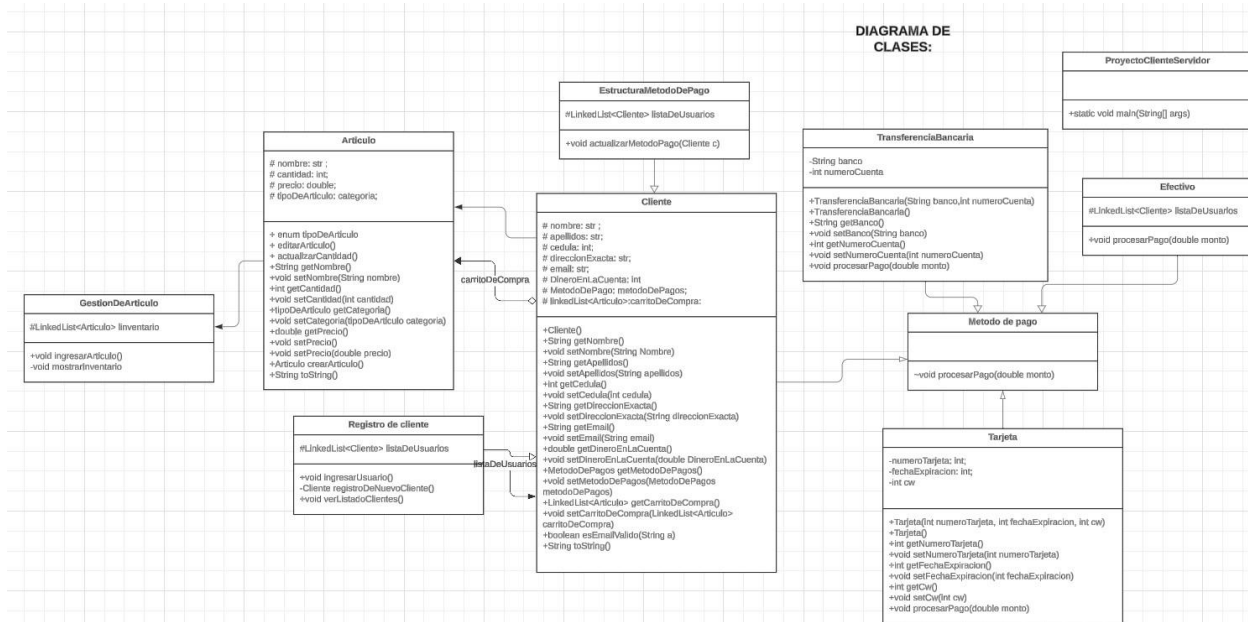 DIAGRAMA DE
CLASES:
ProyectoClienteServidor
+static void main(String[] args)
EstructuraMetodoDePago
#LinkedList<Cliente> listaDeUsuarios
+void actualizarMetodoPago(Cliente c)
Articulo
# nombre: str ;
# cantidad: int;
# precio: double;
# tipoDeArticulo: categoria;
+ enum tipoDeArticulo
+ editarArticulo()
+ actualizarCantidad()
+String getNombre()
+void setNombre(String nombre)
+int getCantidad()
+void setCantidad(int cantidad)
+tipoDeArticulo getCategoria()
+void setCategoria(tipoDeArticulo categoria)
+double getPrecio()
+void setPrecio()
+void setPrecio(double precio)
+Articulo crearArticulo()
+String toString()
TransferenciaBancaria
-String banco
-int numeroCuenta
+TransferenciaBancaria(String banco,int numeroCuenta)
+TransferenciaBancaria()
+String getBanco()
+void setBanco(String banco)
+int getNumeroCuenta()
+void setNumeroCuenta(int numeroCuenta)
+void procesarPago(double monto)
Efectivo
#LinkedList<Cliente> listaDeUsuarios
+void procesarPago(double monto)
Cliente
# nombre: str ;
# apellidos: str;
# cedula: int;
# direccionExacta: str;
# email: str;
# DineroEnLaCuenta: int
# MetodoDePago: metodoDePagos;
# linkedList<Articulo>:carritoDeCompra:
+Cliente()
+String getNombre()
+void setNombre(String Nombre)
+String getApellidos()
+void setApellidos(String apellidos)
+int getCedula()
+void setCedula(int cedula)
+String getDireccionExacta()
+void setDireccionExacta(String direccionExacta)
+String getEmail()
+void setEmail(String email)
+double getDineroEnLaCuenta()
+void setDineroEnLaCuenta(double DineroEnLaCuenta)
+MetodoDePagos getMetodoDePagos()
+void setMetodoDePagos(MetodoDePagos
metodoDePagos)
+LinkedList<Articulo> getCarritoDeCompra()
+void setCarritoDeCompra(LinkedList<Articulo>
carritoDeCompra)
+boolean esEmailValido(String a)
+String toString()
carritoDeCompra
GestionDeArticulo
#LinkedList<Articulo> linventario
+void ingresarArticulo()
-void mostrarInventario
Metodo de pago
~void procesarPago(double monto)
Registro de cliente
#LinkedList<Cliente> listaDeUsuarios
+void ingresarUsuario()
-Cliente registroDeNuevoCliente()
+void verListadoClientes()
listaDeUsuarios
Tarjeta
-numeroTarjeta: int;
-fechaExpiracion: int;
-int cw
+Tarjeta(int numeroTarjeta, int fechaExpiracion, int cw)
+Tarjeta()
+int getNumeroTarjeta()
+void setNumeroTarjeta(int numeroTarjeta)
+int getFechaExpiracion()
+void setFechaExpiracion(int fechaExpiracion)
+int getCw()
+void setCw(int cw)
+void procesarPago(double monto)